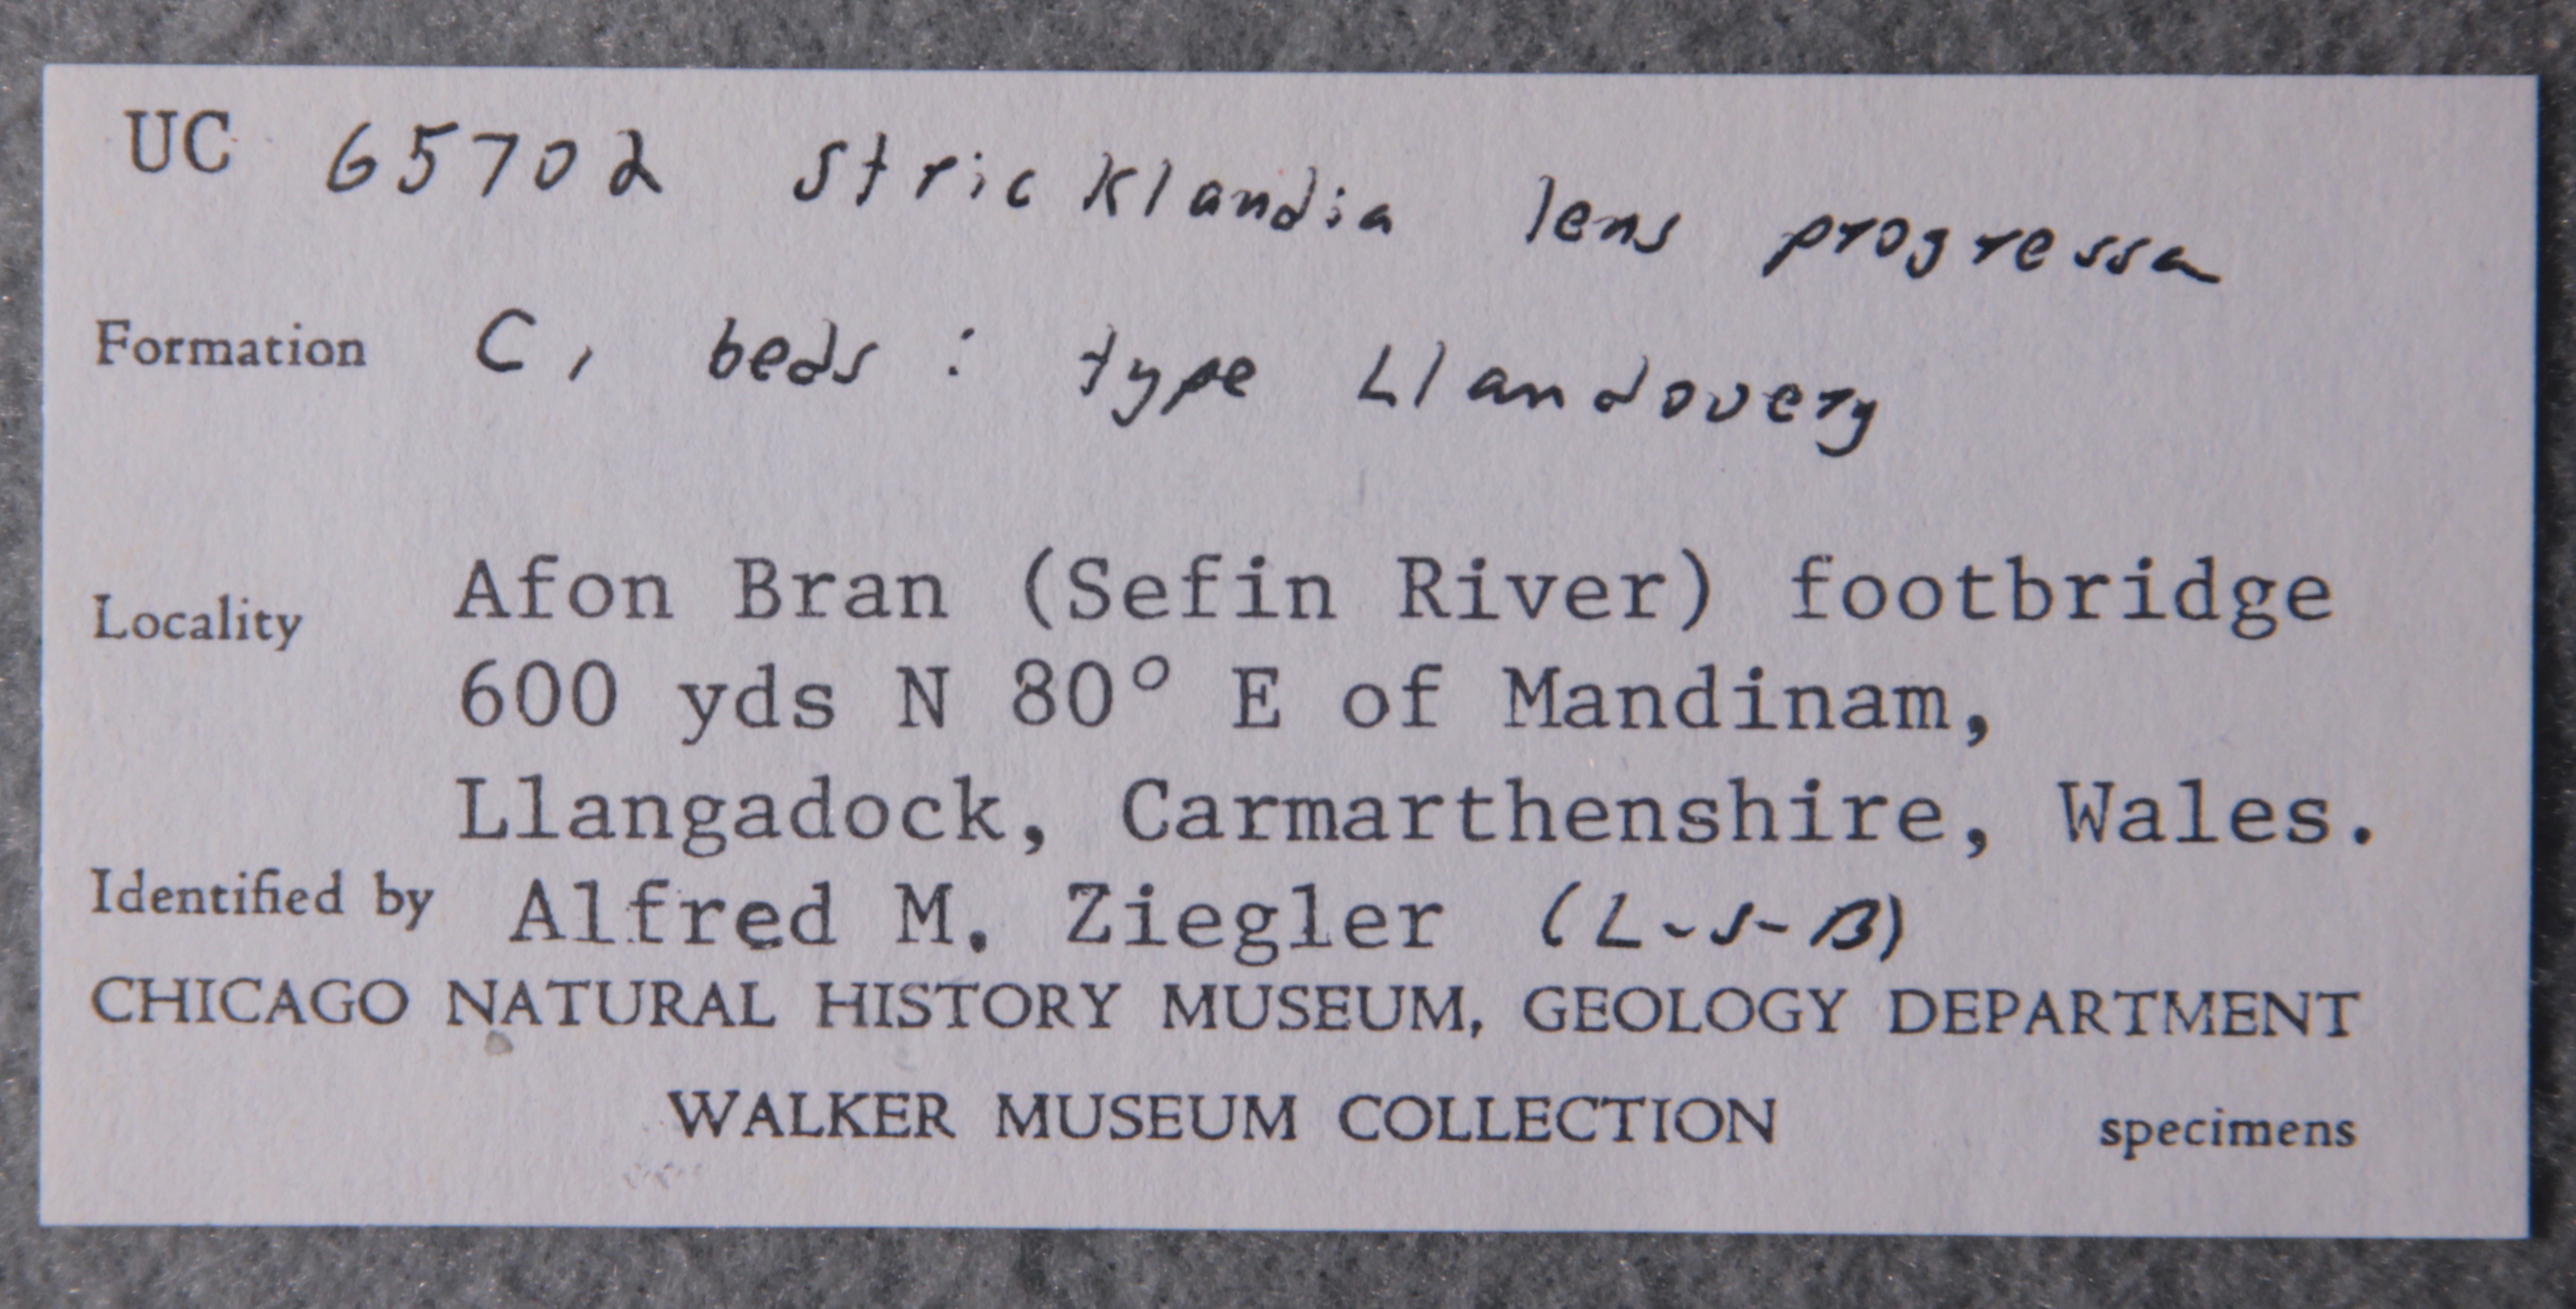 UC 65702 Stricklandia lens progressa
Formation C₁ beds: type Llandovery
Locality Afon Bran (Sefin River) footbridge
600 yds N 80° E of Mandinam,
Llangadock, Carmarthenshire, Wales.
Identified by Alfred M. Ziegler (L-J-B)
CHICAGO NATURAL HISTORY MUSEUM, GEOLOGY DEPARTMENT
WALKER MUSEUM COLLECTION specimens